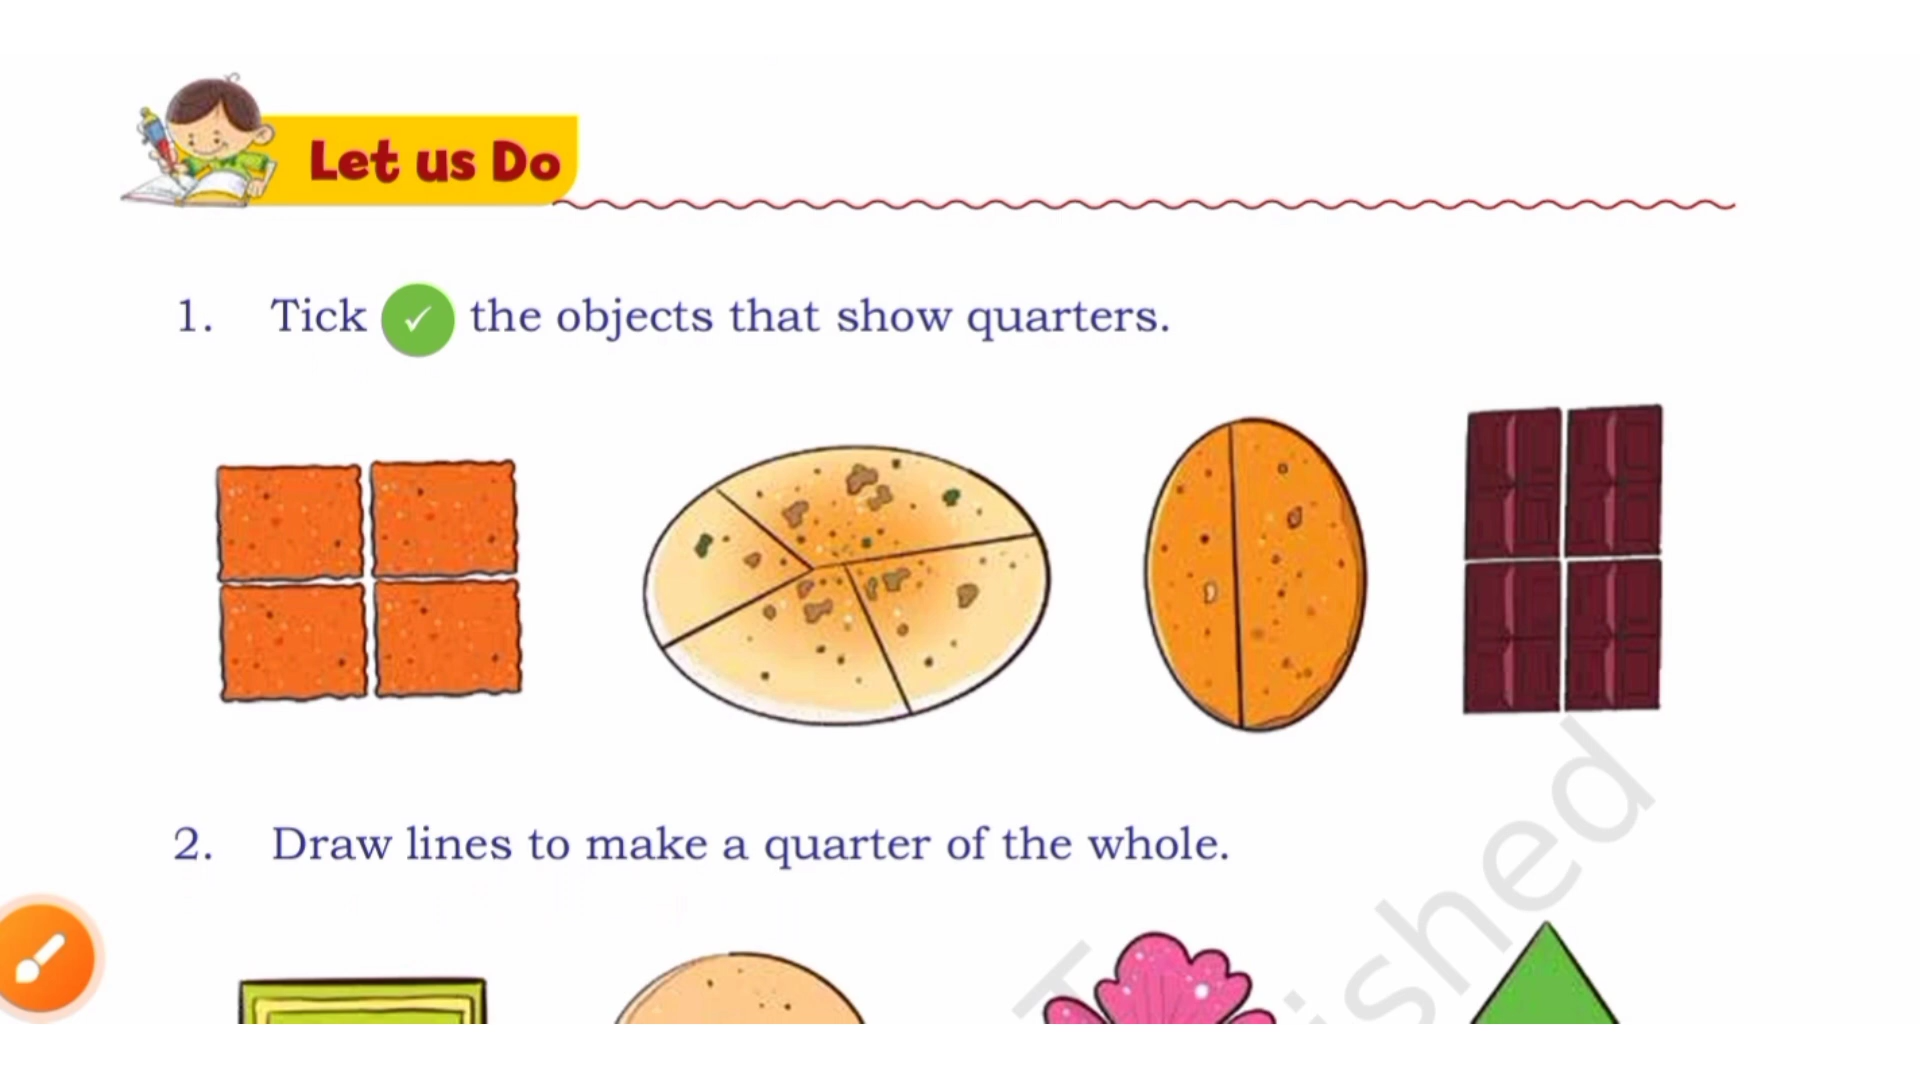 Let us Do
1. Tick ✓ the objects that show quarters.
2. Draw lines to make a quarter of the whole.